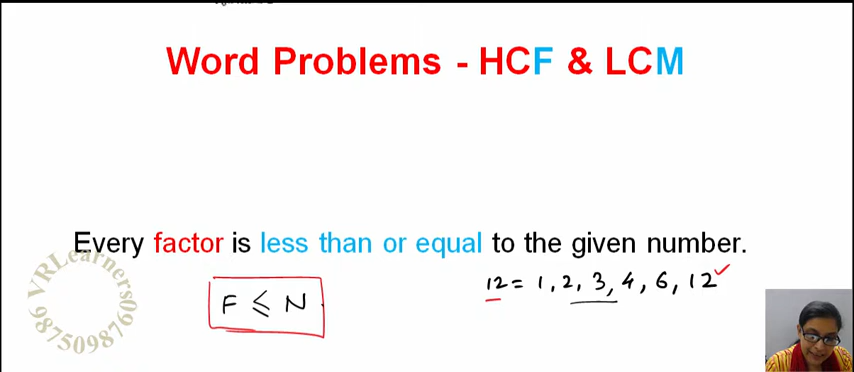 Word Problems - HCF & LCM
Every factor is less than or equal to the given number.
12 = 1, 2, 3, 4, 6, 12
F ≤ N
VRLearners
9875098760